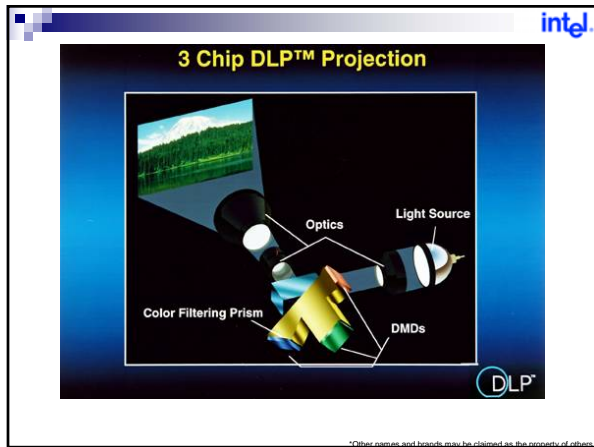 intel.
3 Chip DLP™ Projection
Optics
Light Source
Color Filtering Prism
DMDs
DLP™
*Other names and brands may be claimed as the property of others